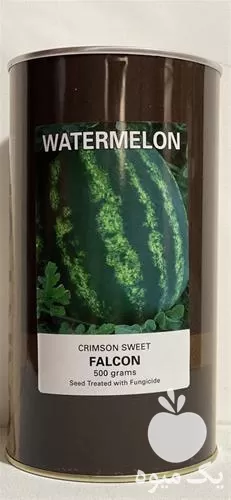 WATERMELON
CRIMSON SWEET
FALCON
500 grams
Seed Treated with Fungicide
یک میوه